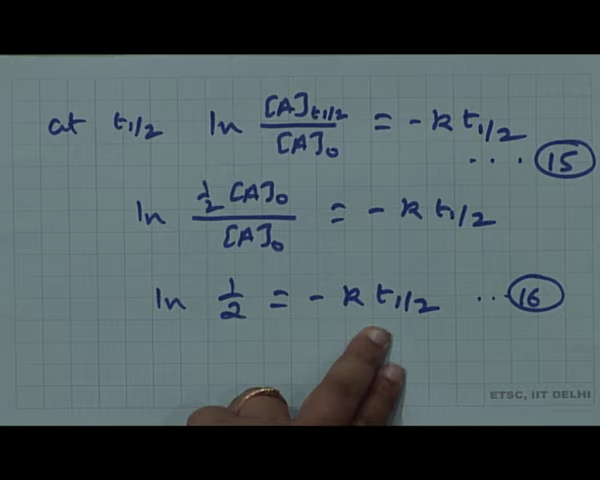 at t1/2 ln [A]t1/2 / [A]0 = - k t1/2
.... 15
ln 1/2 [A]0 / [A]0 = - k t1/2
ln 1/2 = - k t1/2 ... 16
ETSC, IIT DELHI